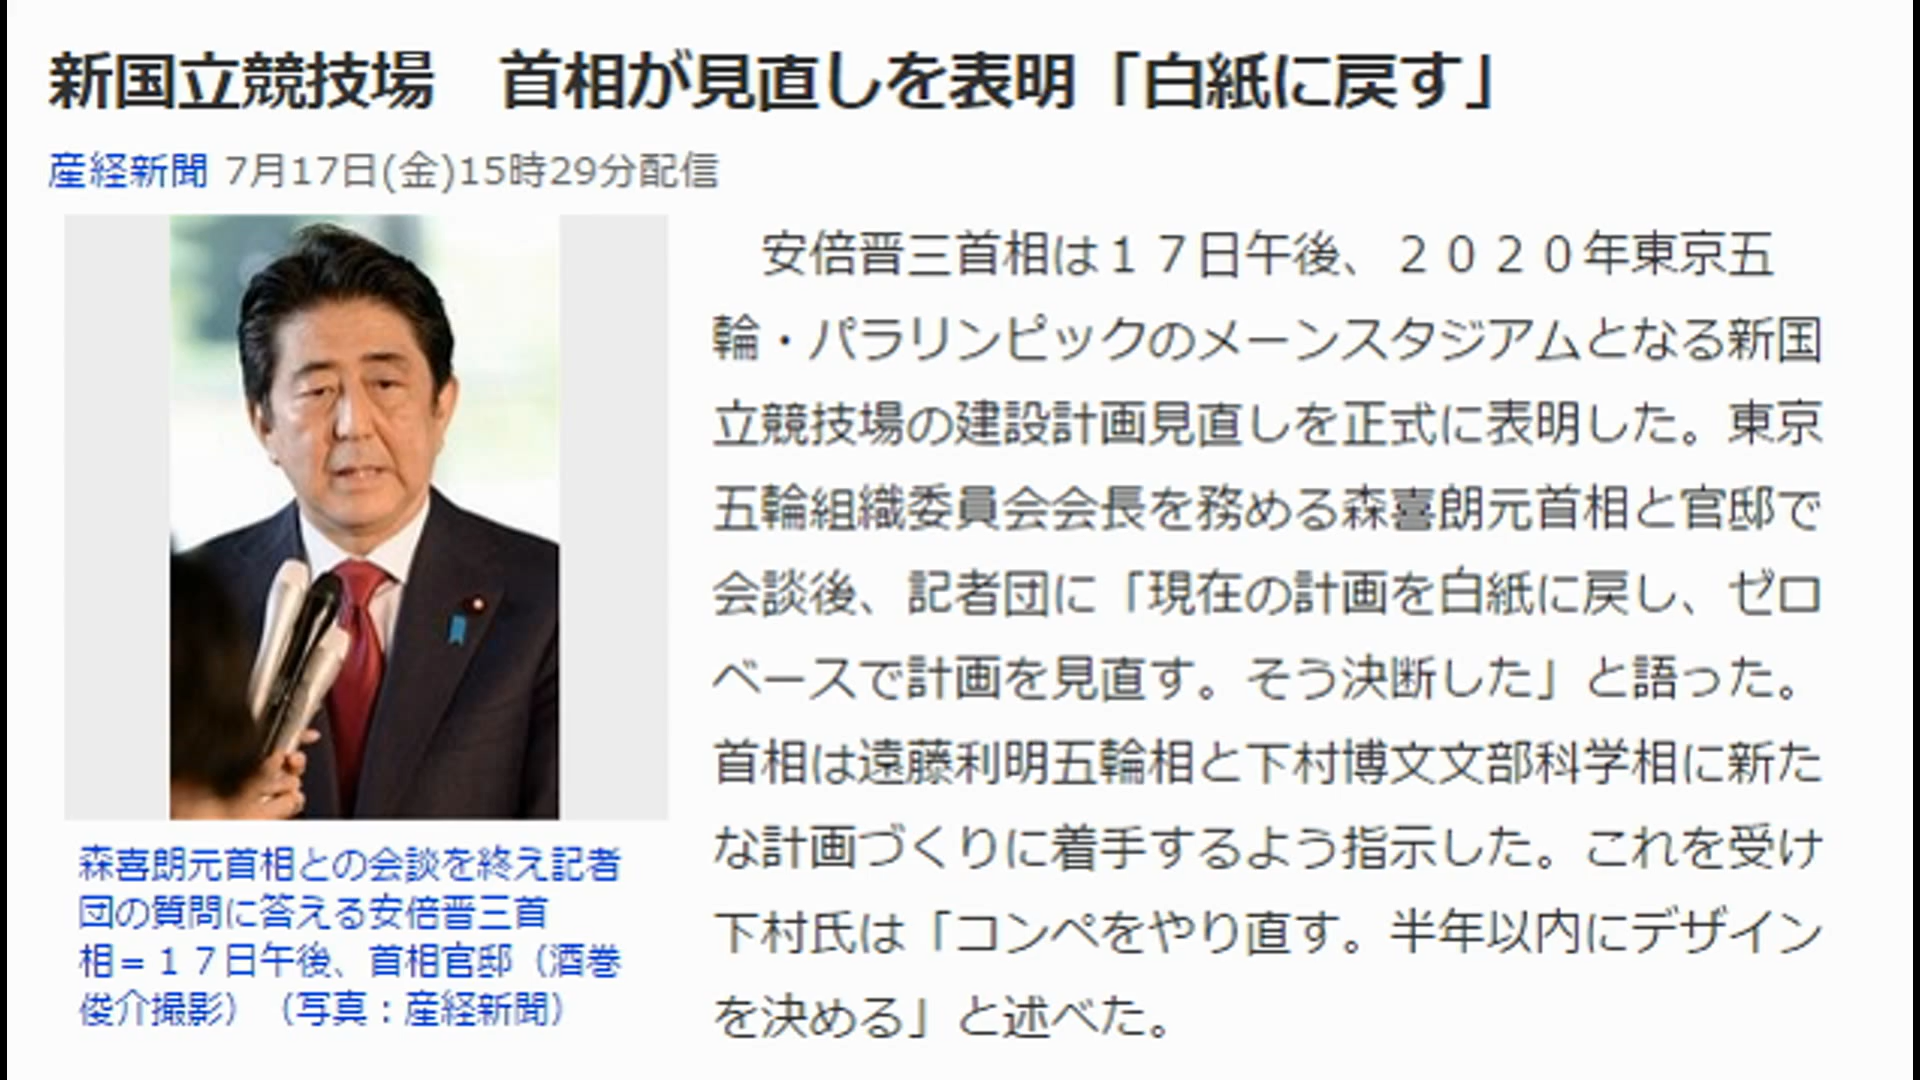 新国立競技場　首相が見直しを表明「白紙に戻す」
産経新聞 7月17日(金)15時29分配信
安倍晋三首相は１７日午後、２０２０年東京五
輪・パラリンピックのメーンスタジアムとなる新国
立競技場の建設計画見直しを正式に表明した。東京
五輪組織委員会会長を務める森喜朗元首相と官邸で
会談後、記者団に「現在の計画を白紙に戻し、ゼロ
ベースで計画を見直す。そう決断した」と語った。
首相は遠藤利明五輪相と下村博文文部科学相に新た
な計画づくりに着手するよう指示した。これを受け
下村氏は「コンペをやり直す。半年以内にデザイン
を決める」と述べた。
森喜朗元首相との会談を終え記者
団の質問に答える安倍晋三首
相＝１７日午後、首相官邸（酒巻
俊介撮影）（写真：産経新聞）